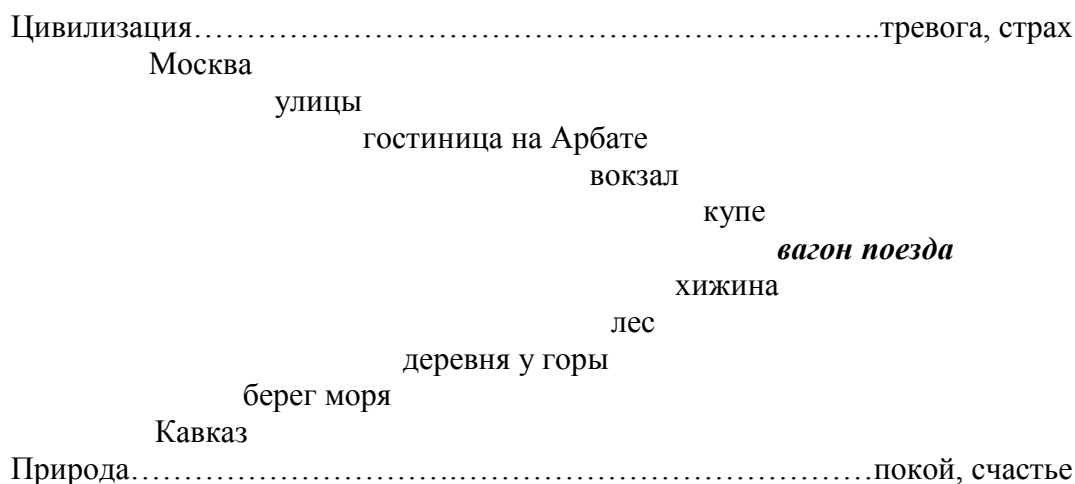 Цивилизация………………………………………………………..тревога, страх
Москва
улицы
гостиница на Арбате
вокзал
купе
вагон поезда
хижина
лес
деревня у горы
берег моря
Кавказ
Природа………………………….…………………………………покой, счастье